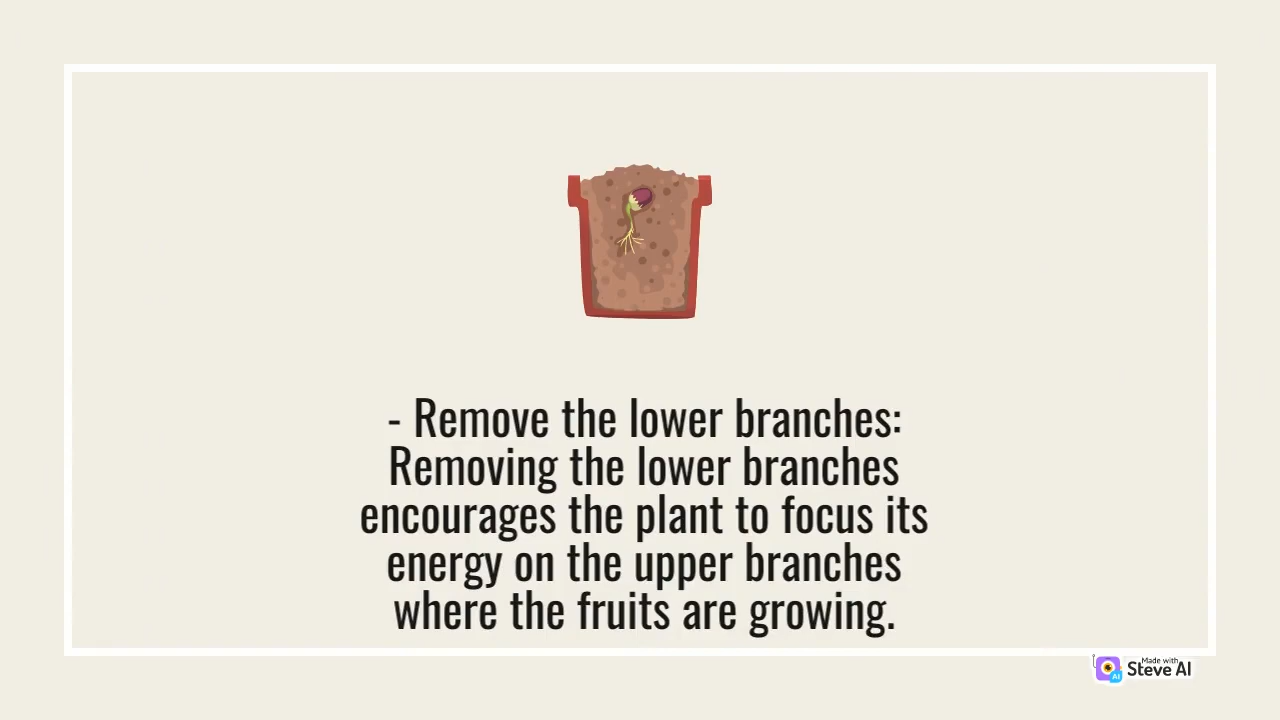 - Remove the lower branches:
Removing the lower branches
encourages the plant to focus its
energy on the upper branches
where the fruits are growing.
Made with
Steve AI
AI